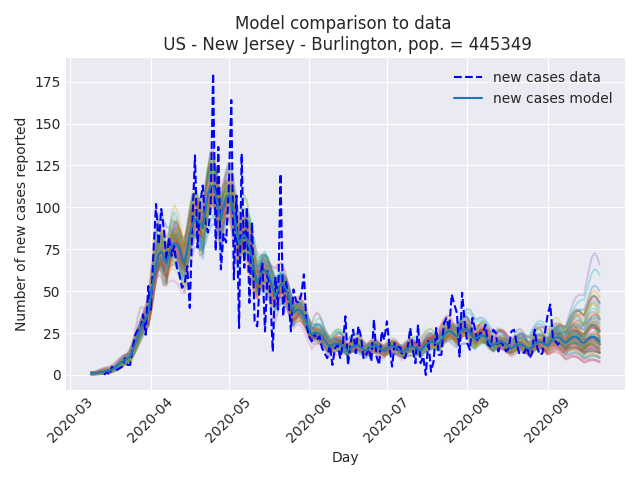 Model comparison to data
US - New Jersey - Burlington, pop. = 445349
new cases data
new cases model
Number of new cases reported
175
150
125
100
75
50
25
0
2020-03
2020-04
2020-05
2020-06
2020-07
2020-08
2020-09
Day